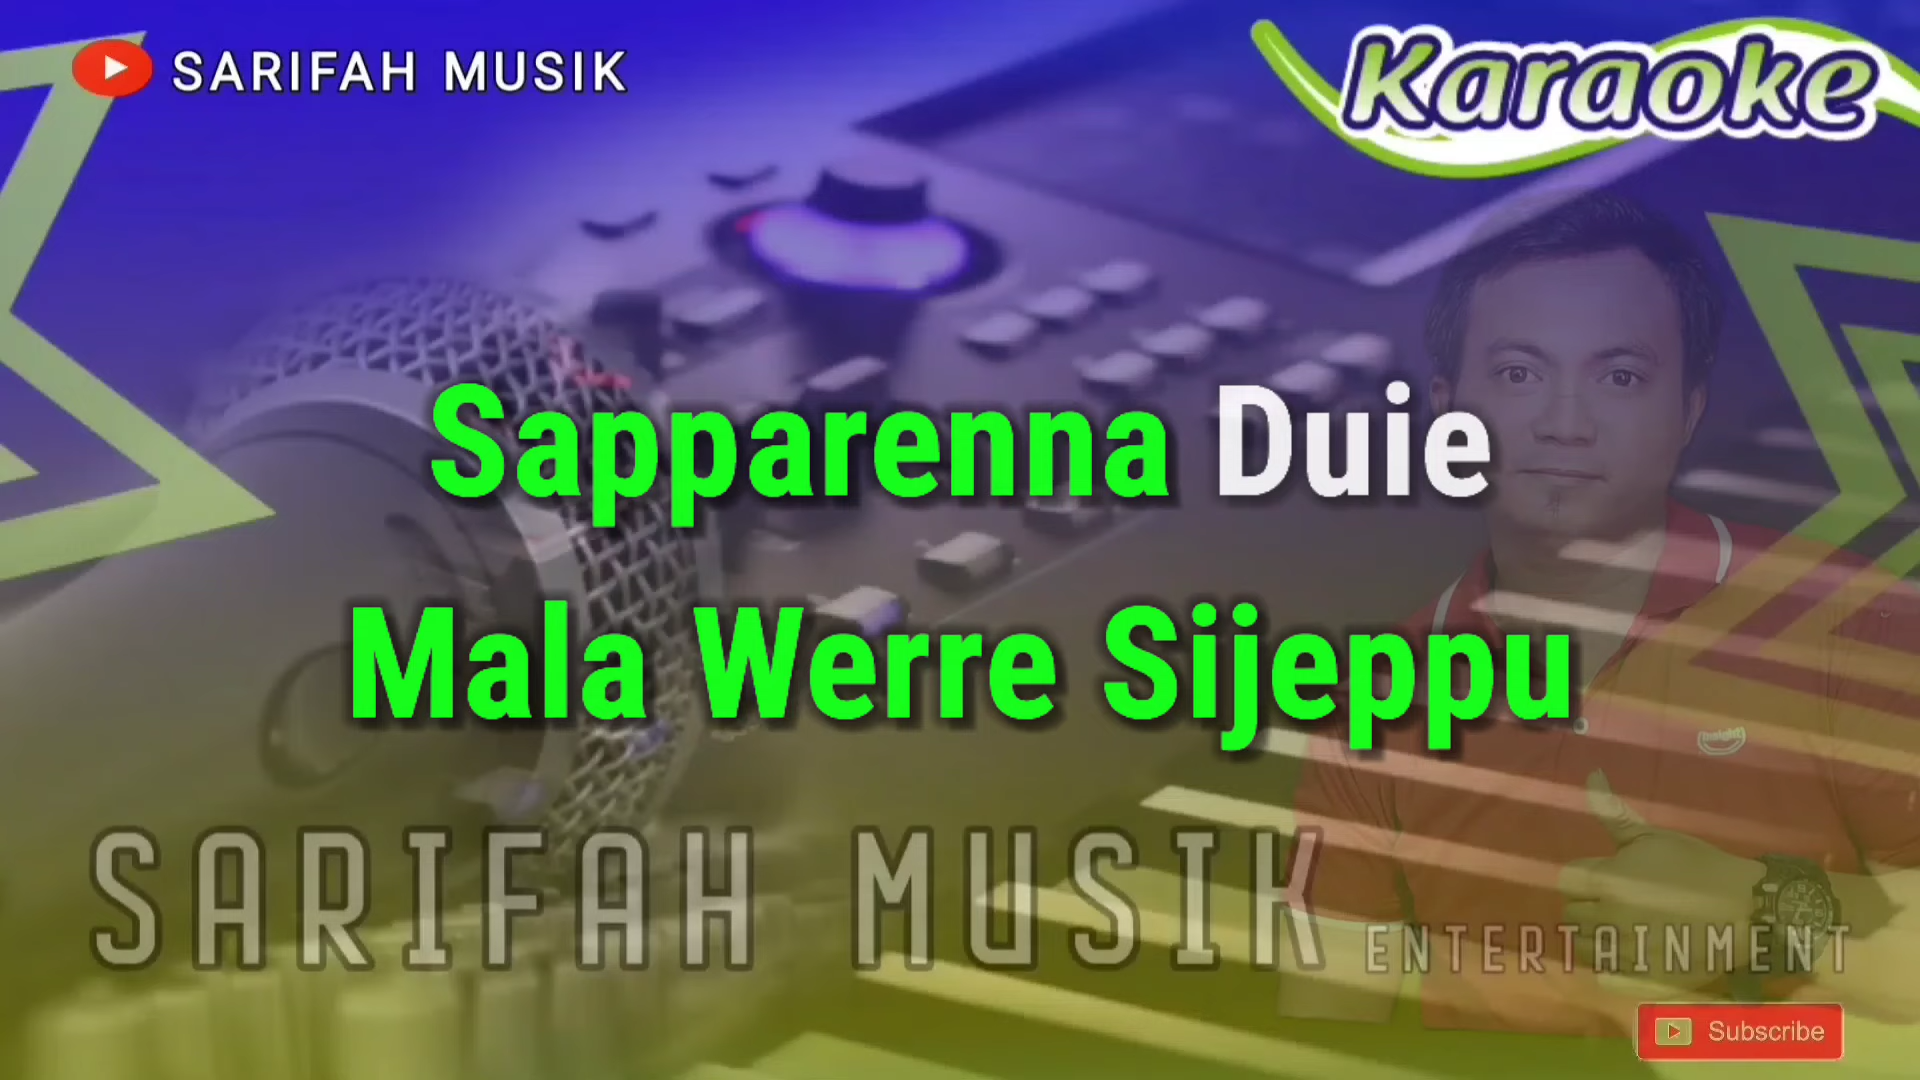 SARIFAH MUSIK
Karaoke
Sapparenna Duie
Mala Werre Sijeppu
SARIFAH MUSIK ENTERTAINMENT
Subscribe